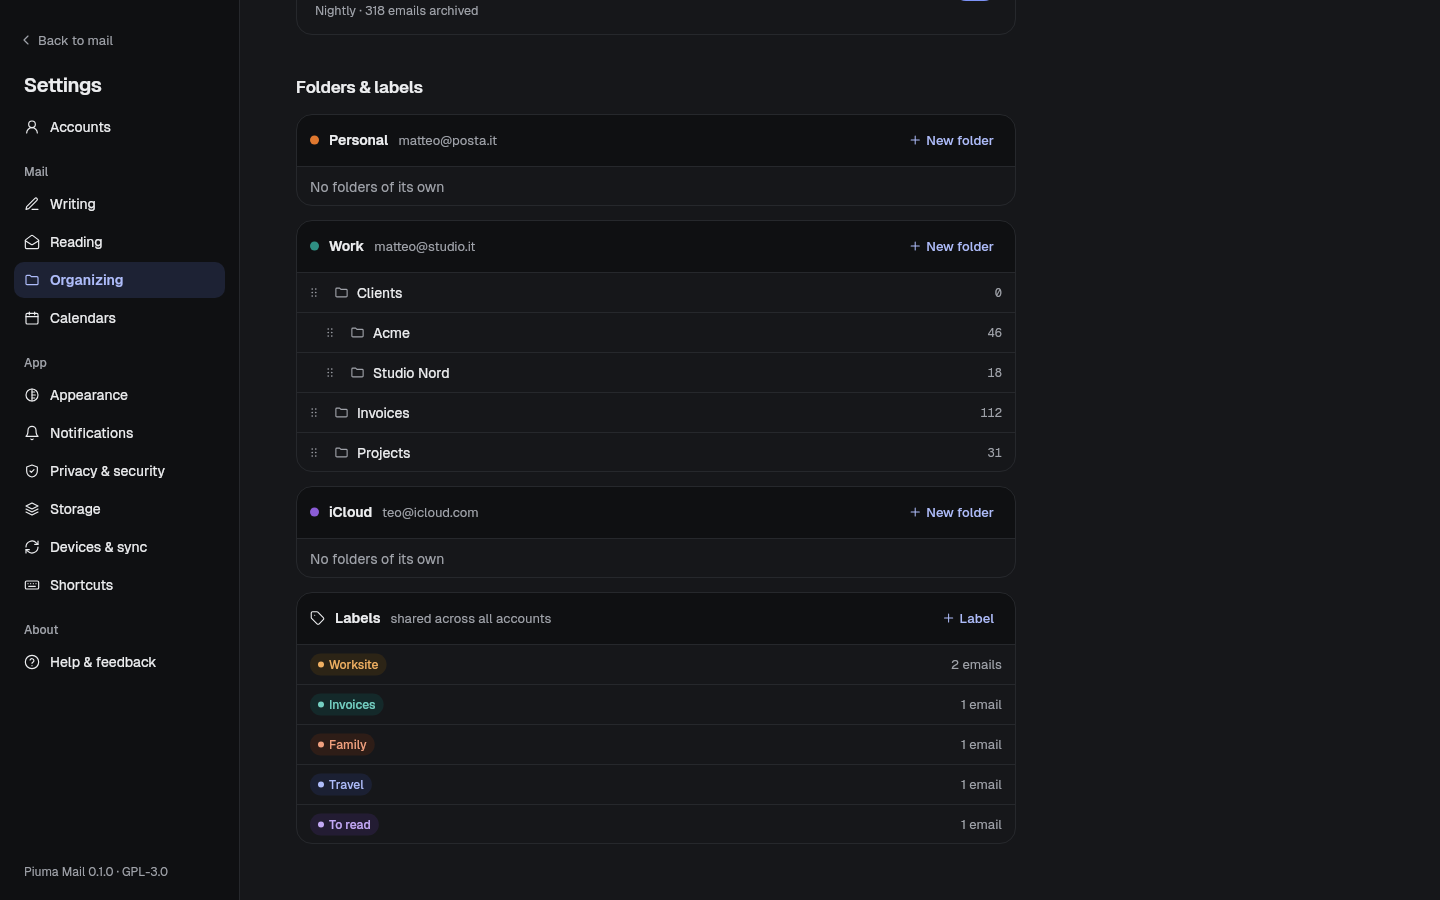 Back to mail
Settings
Accounts
Mail
Writing
Reading
Organizing
Calendars
App
Appearance
Notifications
Privacy & security
Storage
Devices & sync
Shortcuts
About
Help & feedback
Piuma Mail 0.1.0 · GPL-3.0
Nightly · 318 emails archived
Folders & labels
Personal matteo@posta.it + New folder
No folders of its own
Work matteo@studio.it + New folder
Clients 0
Acme 46
Studio Nord 18
Invoices 112
Projects 31
iCloud teo@icloud.com + New folder
No folders of its own
Labels shared across all accounts + Label
Worksite 2 emails
Invoices 1 email
Family 1 email
Travel 1 email
To read 1 email